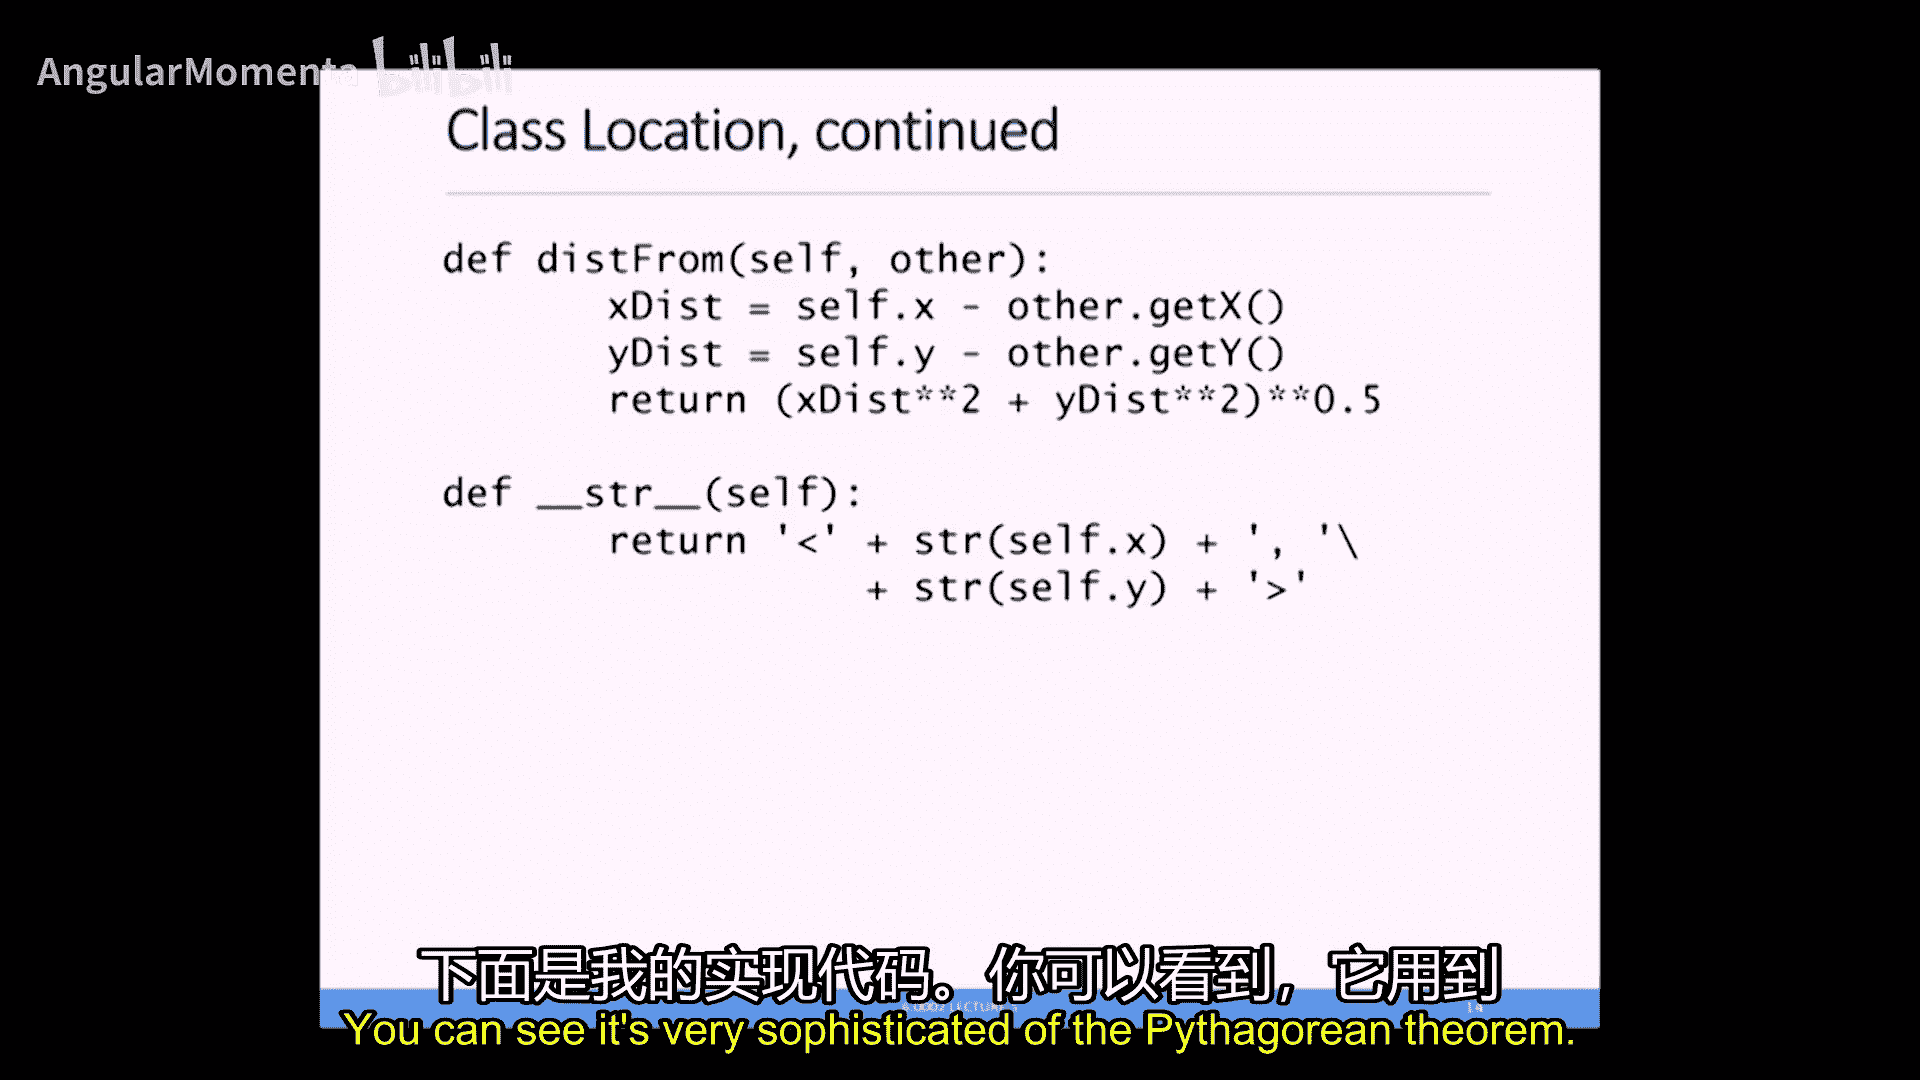 AngularMomenta bilibili
Class Location, continued
def distFrom(self, other):
xDist = self.x - other.getX()
yDist = self.y - other.getY()
return (xDist**2 + yDist**2)**0.5
def __str__(self):
return '<' + str(self.x) + ', '\
+ str(self.y) + '>'
下面是我的实现代码。你可以看到，它用到
You can see it's very sophisticated of the Pythagorean theorem.